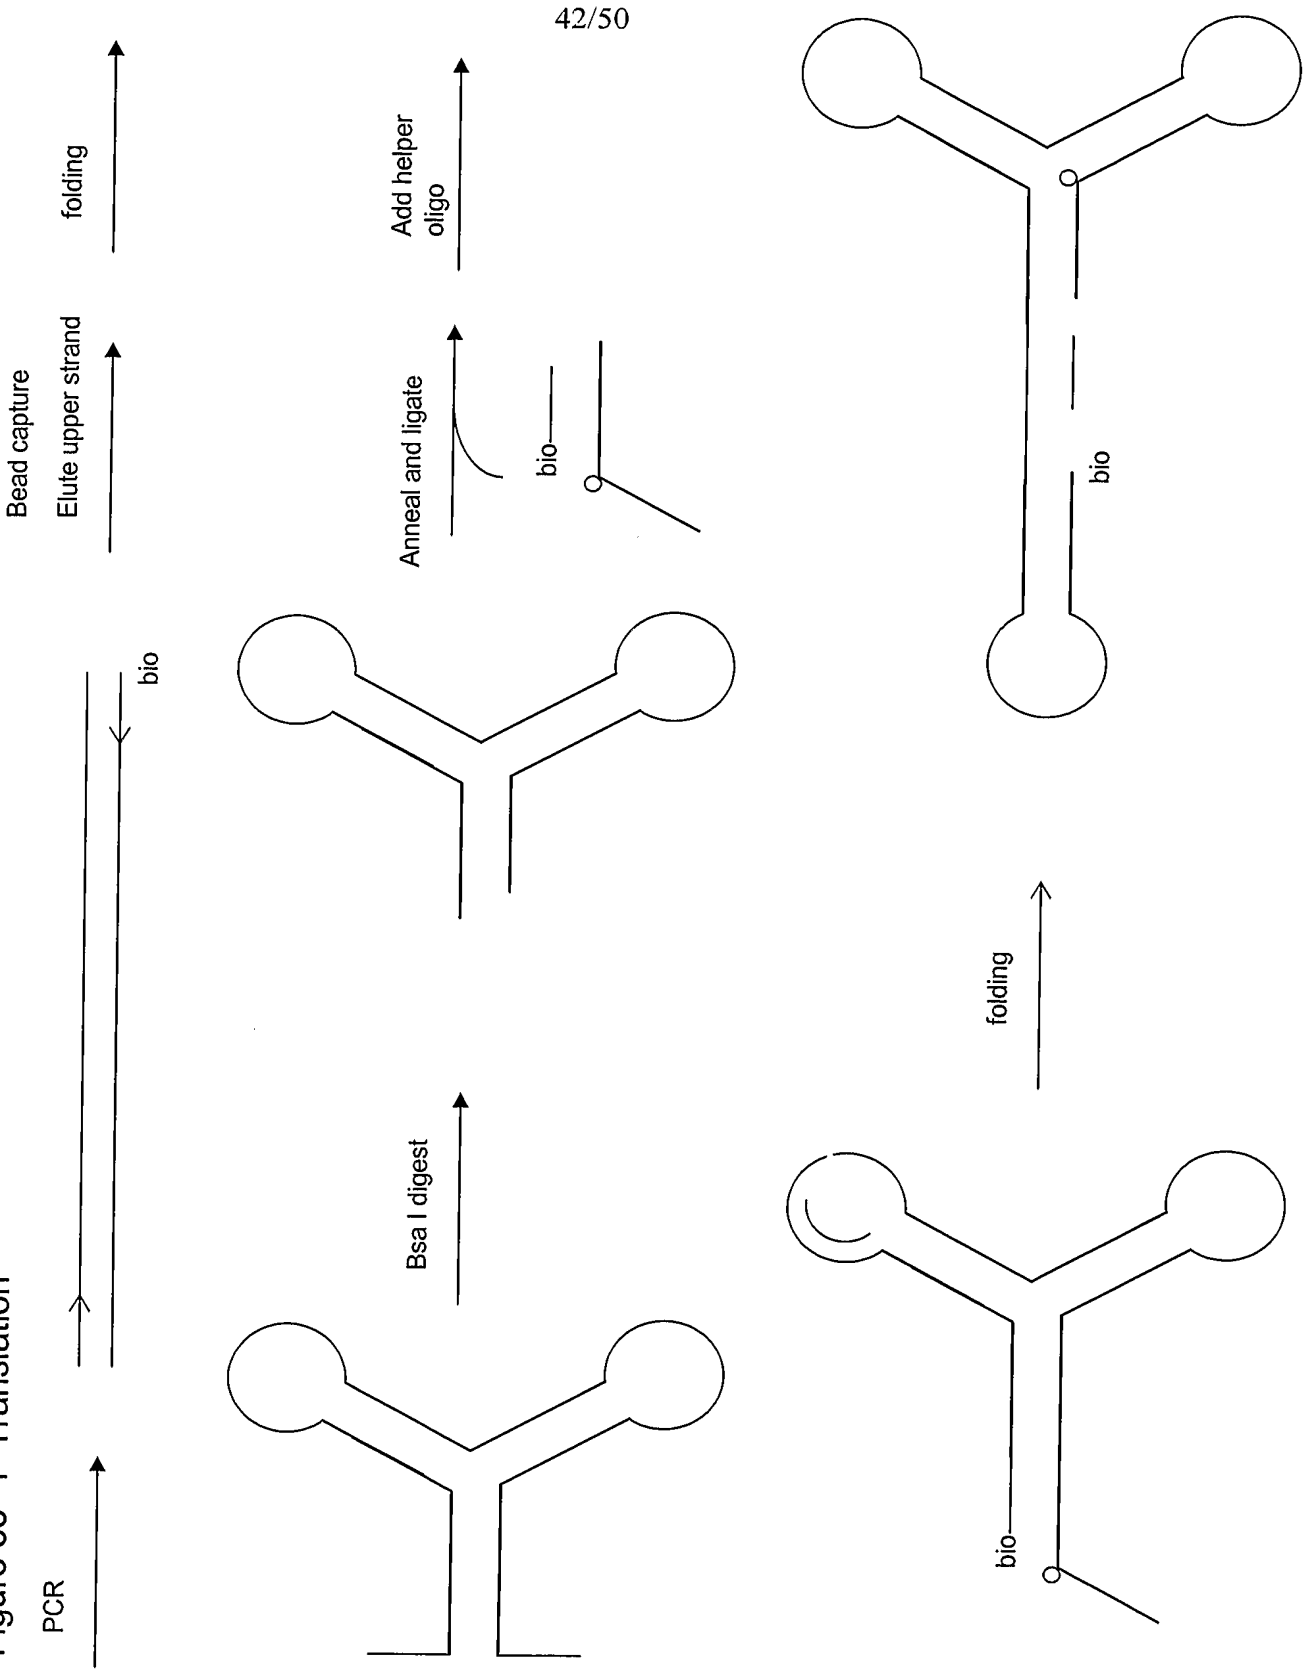 42/50
Figure Translation
PCR
bio
Bead capture
Elute upper strand
folding
Bsa I digest
Anneal and ligate
bio
Add helper
oligo
bio
folding
bio